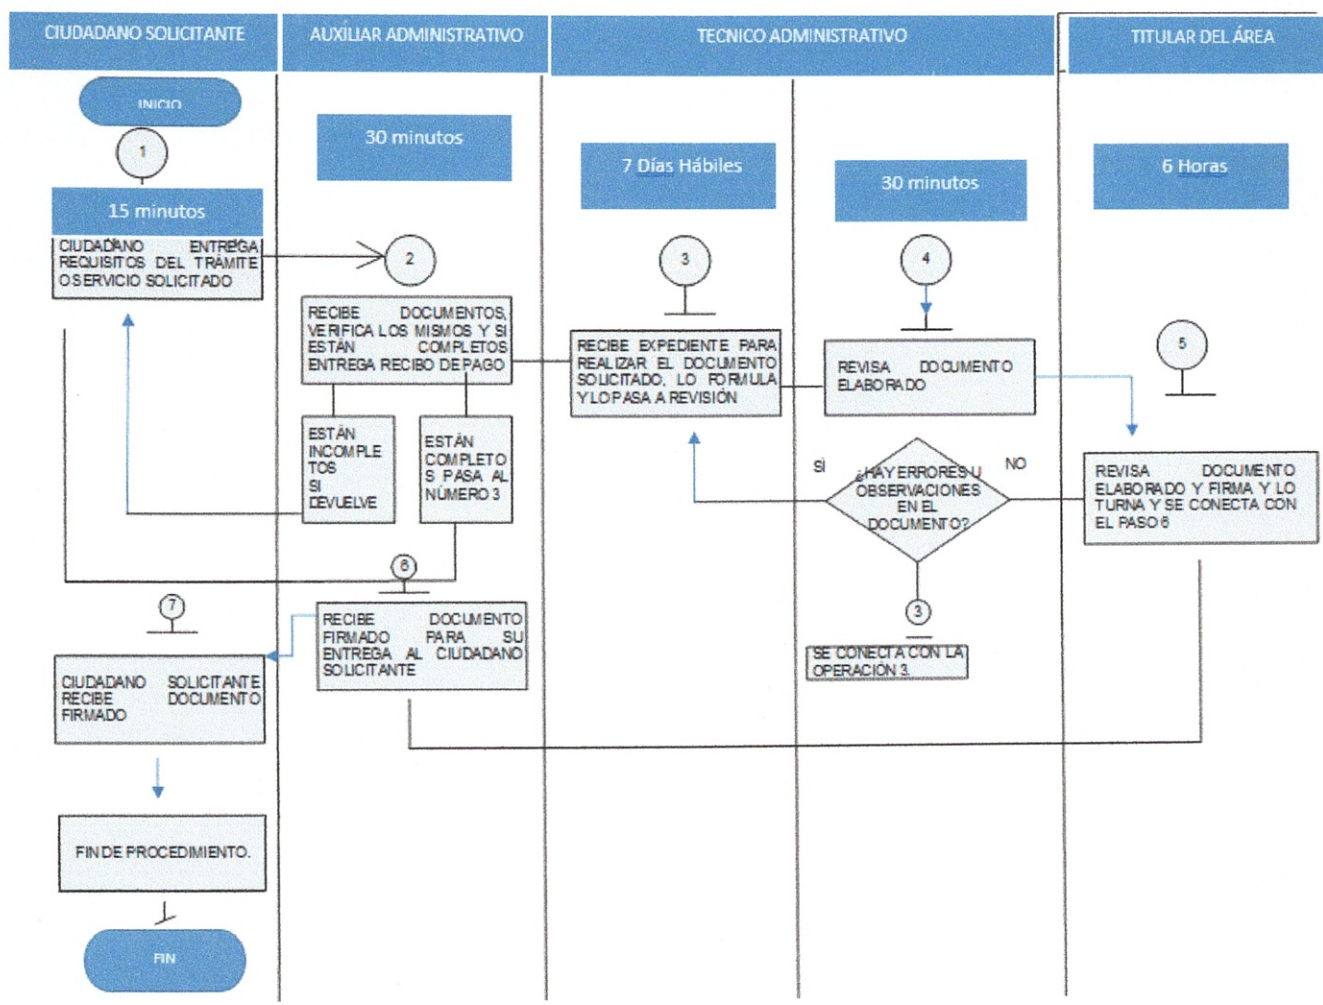 CIUDADANO SOLICITANTE
AUXÍLIAR ADMINISTRATIVO
TECNICO ADMINISTRATIVO
TITULAR DEL ÁREA
INICIO
1
15 minutos
CIUDADANO ENTREGA
REQUISITOS DEL TRÁMITE
O SERVICIO SOLICITADO
30 minutos
2
RECIBE DOCUMENTOS,
VERIFICA LOS MISMOS Y SI
ESTÁN COMPLETOS
ENTREGA RECIBO DE PAGO
ESTÁN
INCOMPLE
TOS
SI
DEVUELVE
ESTÁN
COMPLETO
S PASA AL
NÚMERO 3
7 Días Hábiles
3
RECIBE EXPEDIENTE PARA
REALIZAR EL DOCUMENTO
SOLICITADO, LO FORMULA
Y LO PASA A REVISIÓN
30 minutos
4
REVISA DOCUMENTO
ELABORADO
SÌ
¿HAY ERRORES U
OBSERVACIONES
EN EL
DOCUMENTO?
NO
3
SE CONECTA CON LA
OPERACIÓN 3.
6 Horas
5
REVISA DOCUMENTO
ELABORADO Y FIRMA Y LO
TURNA Y SE CONECTA CON
EL PASO 6
6
RECIBE DOCUMENTO
FIRMADO PARA SU
ENTREGA AL CIUDADANO
SOLICITANTE
7
CIUDADANO SOLICITANTE
RECIBE DOCUMENTO
FIRMADO
FIN DE PROCEDIMIENTO.
FIN